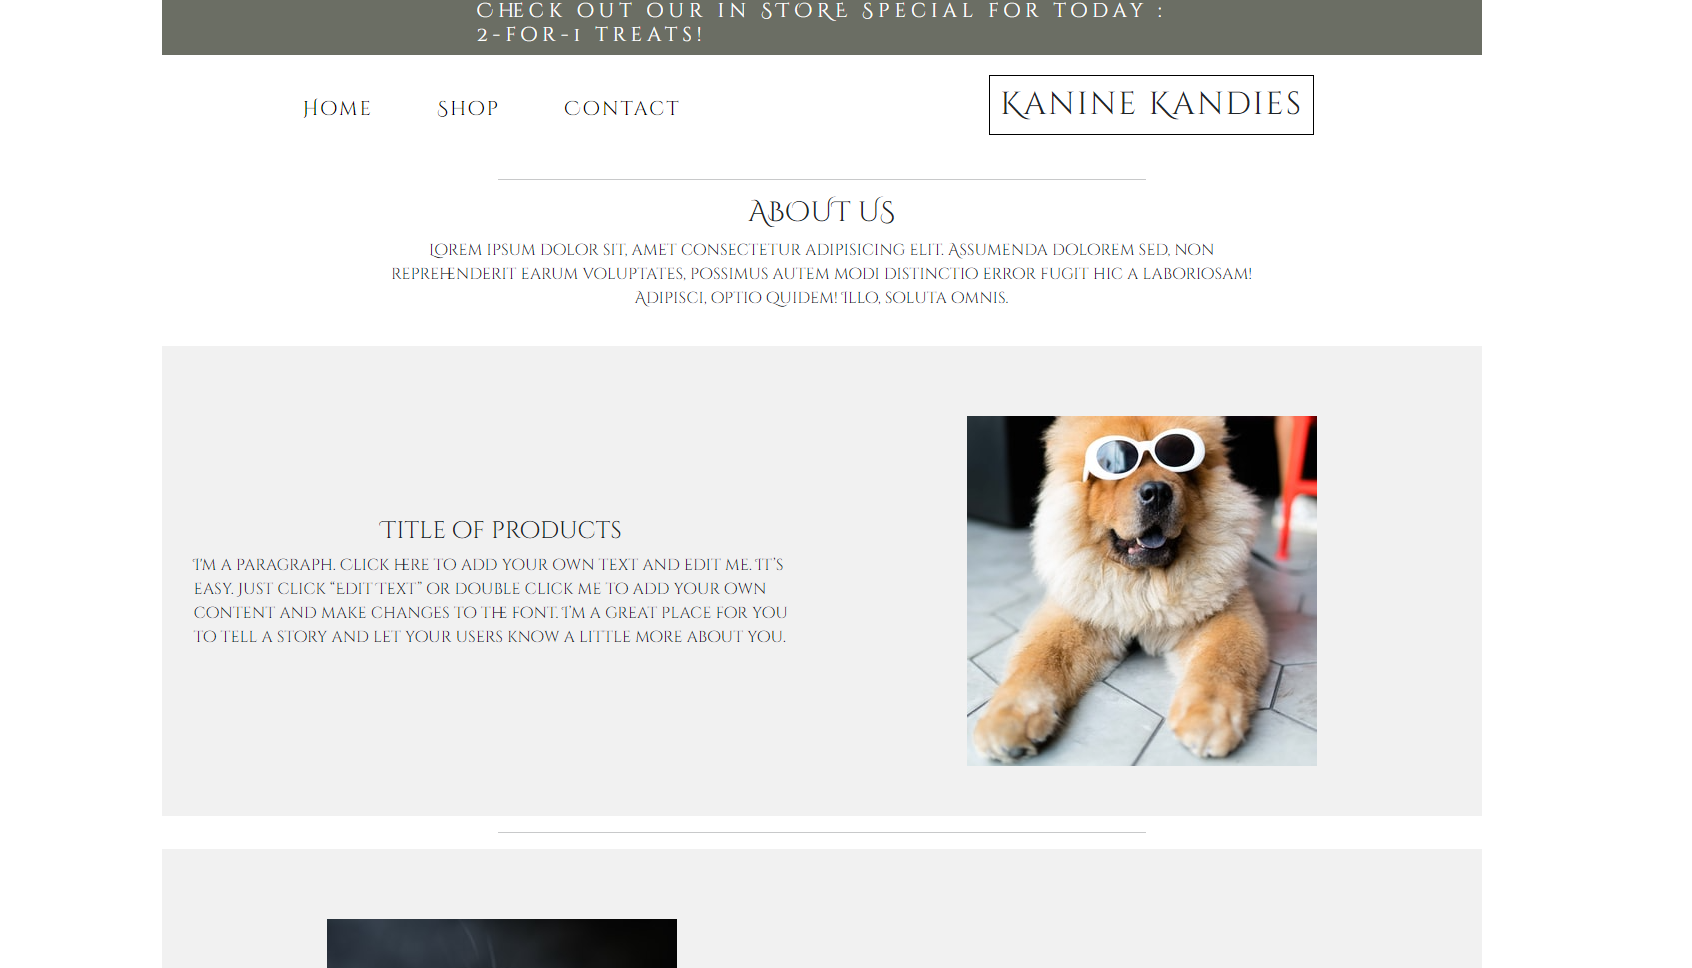 Check out our in store special for today :
2-for-1 treats!
Home Shop Contact
Kanine Kandies
About us
Lorem ipsum dolor sit, amet consectetur adipisicing elit. Assumenda dolorem sed, non
reprehenderit earum voluptates, possimus autem modi distinctio error fugit hic a laboriosam!
Adipisci, optio quidem! Illo, soluta omnis.
Title of products
I'm a paragraph. Click here to add your own text and edit me. It’s
easy. Just click “Edit Text” or double click me to add your own
content and make changes to the font. I’m a great place for you
to tell a story and let your users know a little more about you.